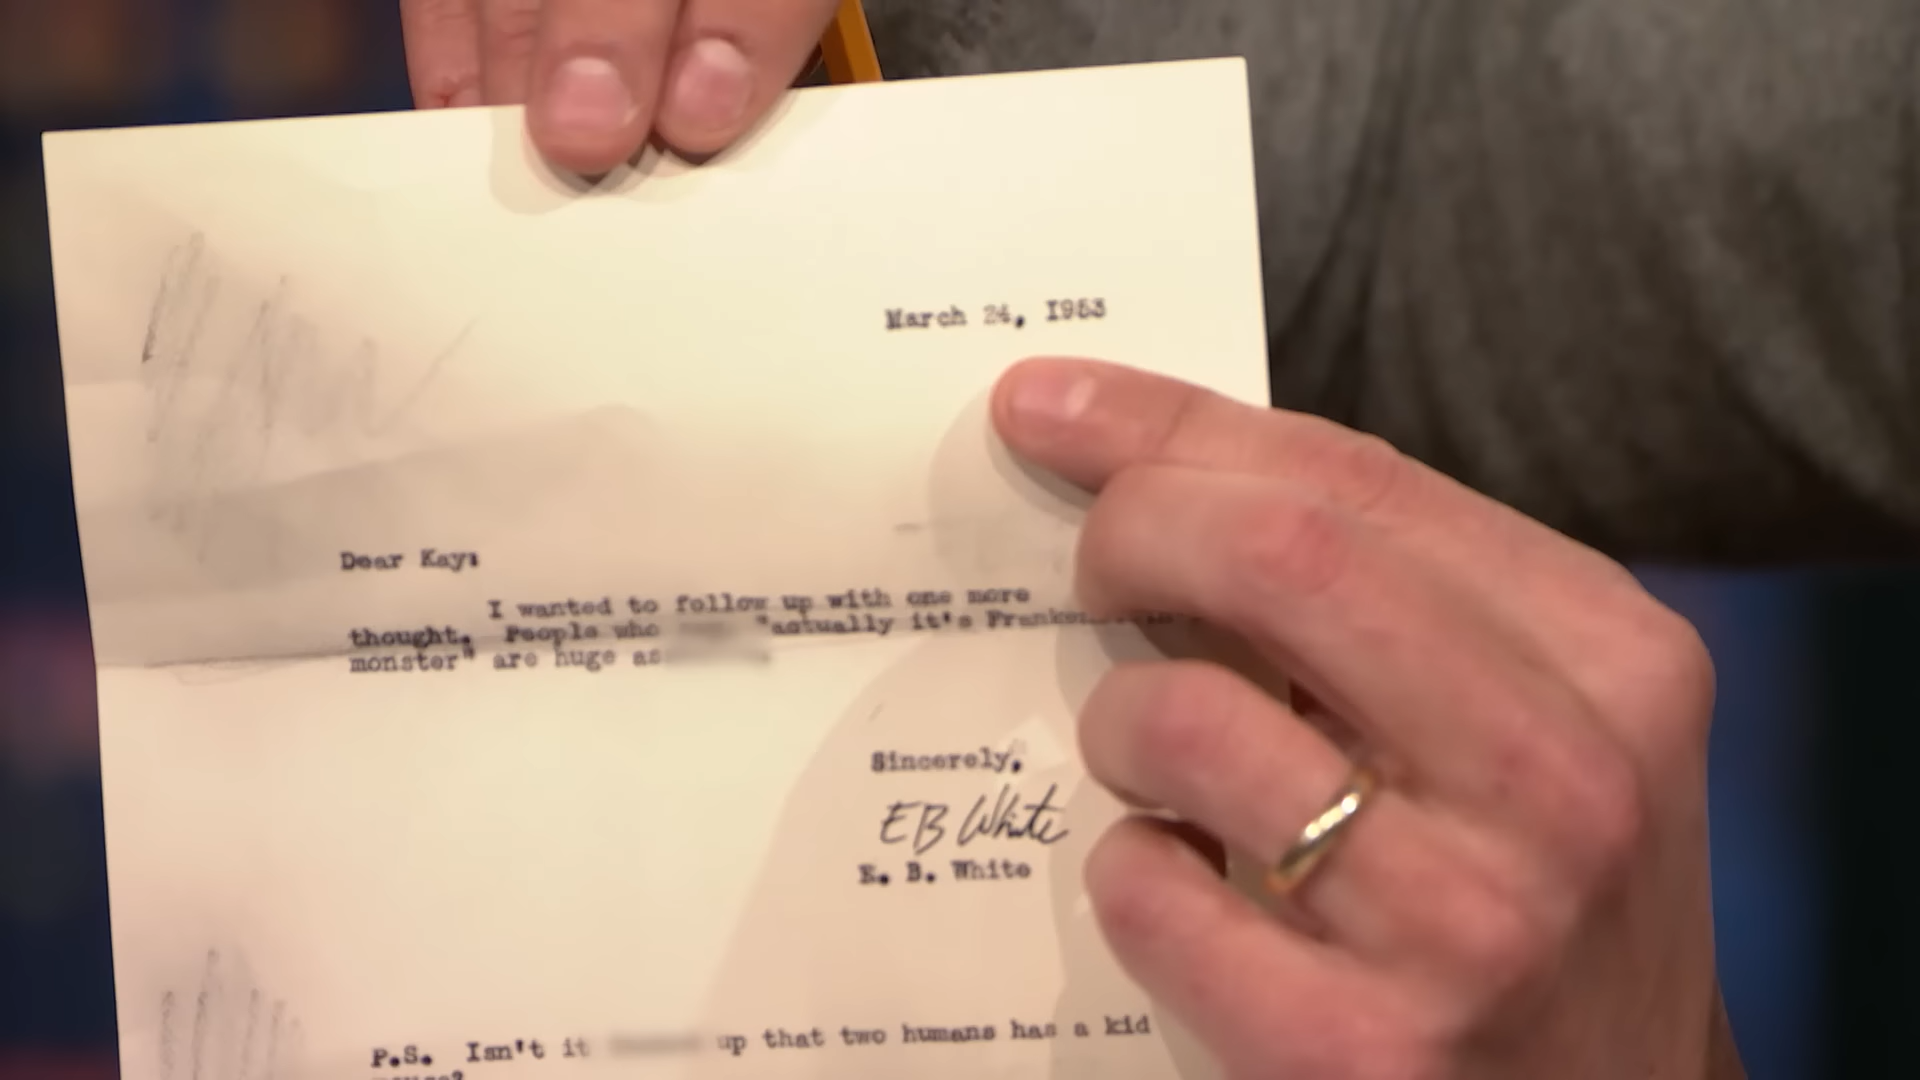 March 24, 1953
Dear Kay:
I wanted to follow up with one more
thought. People who "actually it's
monster" are huge as
Sincerely,
EB White
E. B. White
P.S. Isn't it up that two humans has a kid